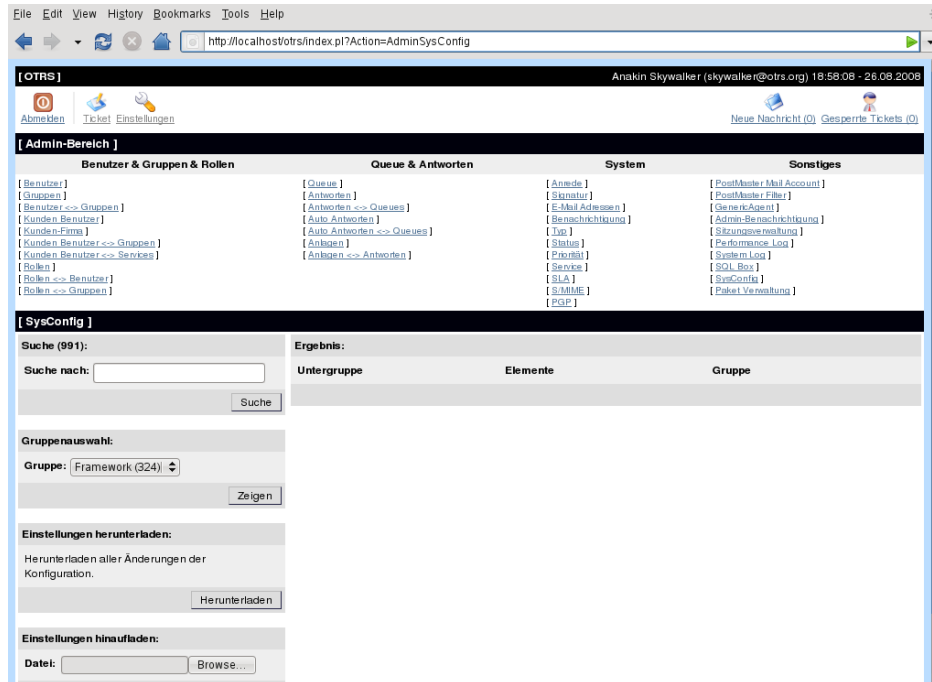 File Edit View History Bookmarks Tools Help
http://localhost/otrs/index.pl?Action=AdminSysConfig
[ OTRS ] Anakin Skywalker (skywalker@otrs.org) 18:58:08 - 26.08.2008
Abmelden Ticket Einstellungen Neue Nachricht (0) Gesperrte Tickets (0)
[ Admin-Bereich ]
Benutzer & Gruppen & Rollen Queue & Antworten System Sonstiges
[ Benutzer ] [ Queue ] [ Anrede ] [ PostMaster Mail Account ]
[ Gruppen ] [ Antworten ] [ Signatur ] [ PostMaster Filter ]
[ Benutzer <-> Gruppen ] [ Antworten <-> Queues ] [ E-Mail Adressen ] [ GenericAgent ]
[ Kunden Benutzer ] [ Auto Antworten ] [ Benachrichtigung ] [ Admin-Benachrichtigung ]
[ Kunden-Firma ] [ Auto Antworten <-> Queues ] [ Typ ] [ Sitzungsverwaltung ]
[ Kunden Benutzer <-> Gruppen ] [ Anlagen ] [ Status ] [ Performance Log ]
[ Kunden Benutzer <-> Services ] [ Anlagen <-> Antworten ] [ Priorität ] [ System Log ]
[ Rollen ] [ Service ] [ SQL Box ]
[ Rollen <-> Benutzer ] [ SLA ] [ SysConfig ]
[ Rollen <-> Gruppen ] [ S/MIME ] [ Paket Verwaltung ]
[ PGP ]
[ SysConfig ]
Suche (991): Ergebnis:
Suche nach: Untergruppe Elemente Gruppe
Suche
Gruppenauswahl:
Gruppe: Framework (324)
Zeigen
Einstellungen herunterladen:
Herunterladen aller Änderungen der
Konfiguration.
Herunterladen
Einstellungen hinaufladen:
Datei: Browse...